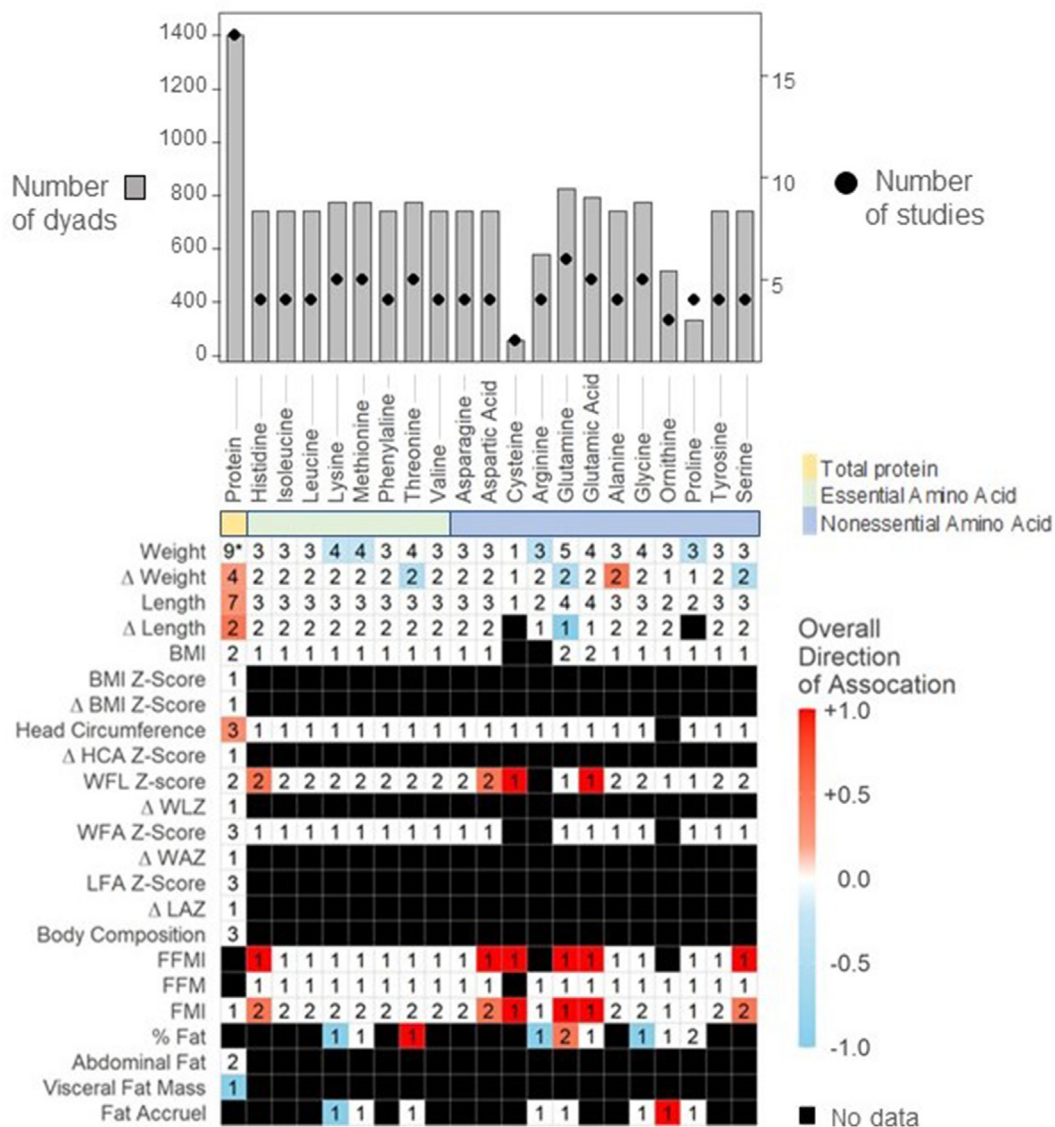 1400
1200
1000
800
600
400
0
15
10
5
Number
of dyads
Number
of studies
Protein
Histidine
Isoleucine
Leucine
Lysine
Methionine
Phenylaline
Threonine
Valine
Asparagine
Aspartic Acid
Cysteine
Arginine
Glutamine
Glutamic Acid
Alanine
Glycine
Ornithine
Proline
Tyrosine
Serine
Total protein
Essential Amino Acid
Nonessential Amino Acid
Weight 9* 3 3 3 4 4 3 4 3 3 3 1 3 5 4 3 4 3 3 3 3
Δ Weight 4 2 2 2 2 2 2 2 2 2 2 1 2 2 2 2 2 1 1 2 2
Length 7 3 3 3 3 3 3 3 3 3 3 1 2 4 4 3 3 2 2 3 3
Δ Length 2 2 2 2 2 2 2 2 2 2 2 1 1 1 2 2 2 2 2
BMI 2 1 1 1 1 1 1 1 1 1 1 2 2 1 1 1 1 1 1
BMI Z-Score 1
Δ BMI Z-Score 1
Head Circumference 3 1 1 1 1 1 1 1 1 1 1 1 1 1 1 1 1 1 1 1
Δ HCA Z-Score 1
WFL Z-score 2 2 2 2 2 2 2 2 2 2 2 1 1 1 2 2 1 1 2 2
Δ WLZ 1
WFA Z-Score 3 1 1 1 1 1 1 1 1 1 1 1 1 1 1 1 1 1
Δ WAZ 1
LFA Z-Score 3
Δ LAZ 1
Body Composition 3
FFMI 1 1 1 1 1 1 1 1 1 1 1 1 1 1 1 1 1 1
FFM 1 1 1 1 1 1 1 1 1 1 1 1 1 1 1 1 1 1 1
FMI 1 2 2 2 2 2 2 2 2 2 2 1 1 1 1 2 2 1 1 2 2
% Fat 1 1 1 1 2 1 1 1 2
Abdominal Fat 2
Visceral Fat Mass 1
Fat Accruel 1 1 1 1 1 1 1 1
Overall
Direction
of Assocation
+1.0
+0.5
0.0
-0.5
-1.0
No data